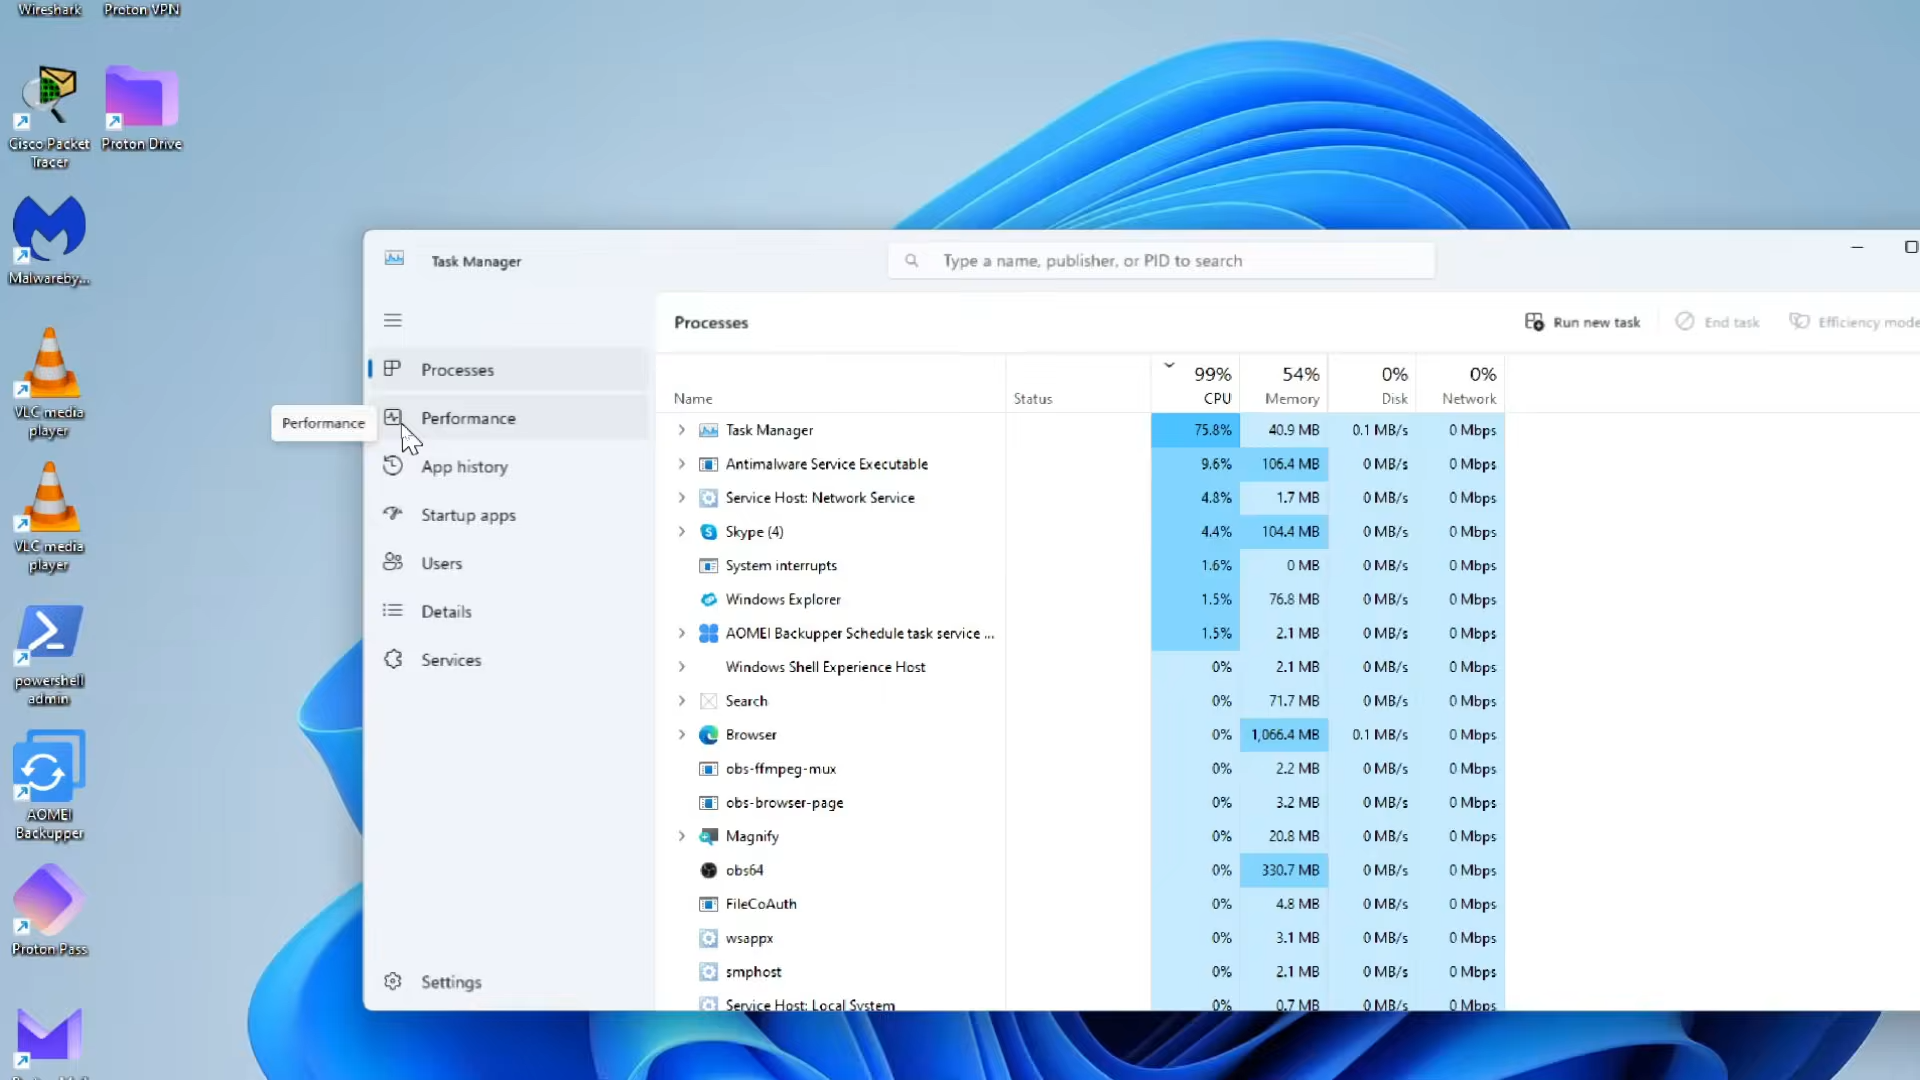 Wireshark
Proton VPN
Cisco Packet
Tracer
Proton Drive
Malwareby...
VLC media
player
VLC media
player
powershell
admin
AOMEI
Backupper
Proton Pass
Task Manager
Type a name, publisher, or PID to search
Processes
Performance
Performance
App history
Startup apps
Users
Details
Services
Settings
Processes
Run new task
End task
Efficiency mode
99% 54% 0% 0%
Name Status CPU Memory Disk Network
Task Manager 75.8% 40.9 MB 0.1 MB/s 0 Mbps
Antimalware Service Executable 9.6% 106.4 MB 0 MB/s 0 Mbps
Service Host: Network Service 4.8% 1.7 MB 0 MB/s 0 Mbps
Skype (4) 4.4% 104.4 MB 0 MB/s 0 Mbps
System interrupts 1.6% 0 MB 0 MB/s 0 Mbps
Windows Explorer 1.5% 76.8 MB 0 MB/s 0 Mbps
AOMEI Backupper Schedule task service ... 1.5% 2.1 MB 0 MB/s 0 Mbps
Windows Shell Experience Host 0% 2.1 MB 0 MB/s 0 Mbps
Search 0% 71.7 MB 0 MB/s 0 Mbps
Browser 0% 1,066.4 MB 0.1 MB/s 0 Mbps
obs-ffmpeg-mux 0% 2.2 MB 0 MB/s 0 Mbps
obs-browser-page 0% 3.2 MB 0 MB/s 0 Mbps
Magnify 0% 20.8 MB 0 MB/s 0 Mbps
obs64 0% 330.7 MB 0 MB/s 0 Mbps
FileCoAuth 0% 4.8 MB 0 MB/s 0 Mbps
wsappx 0% 3.1 MB 0 MB/s 0 Mbps
smphost 0% 2.1 MB 0 MB/s 0 Mbps
Service Host: Local System 0% 0.7 MB 0 MB/s 0 Mbps